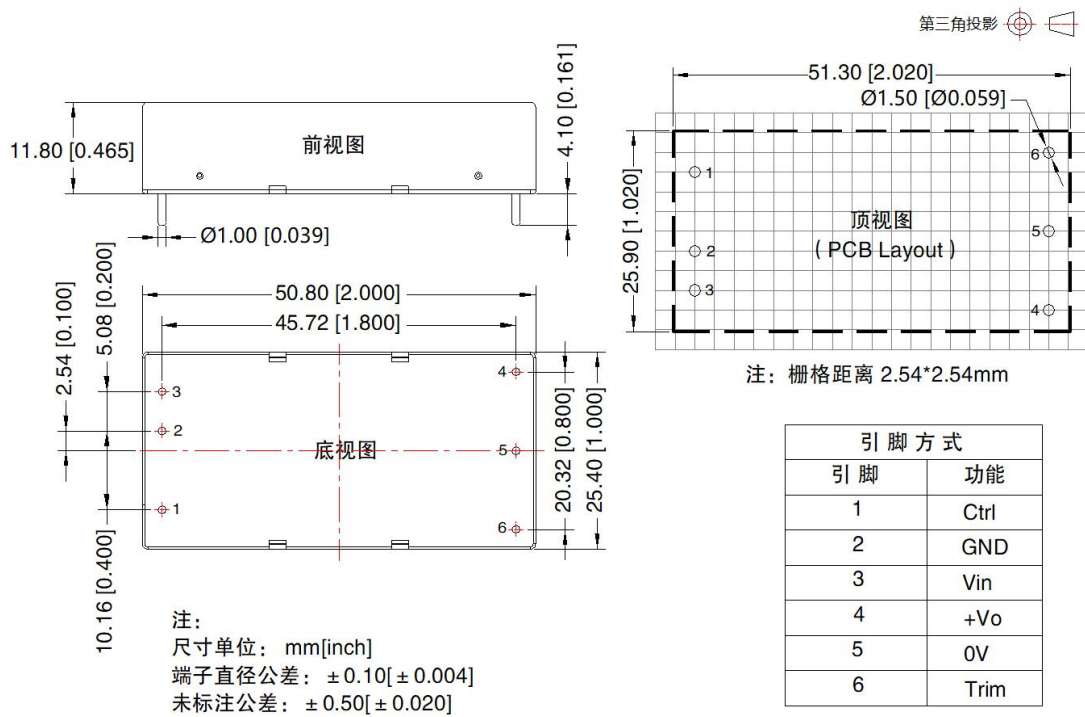 第三角投影
11.80 [0.465]
前视图
4.10 [0.161]
Ø1.00 [0.039]
51.30 [2.020]
Ø1.50 [Ø0.059]
25.90 [1.020]
1
2
3
6
5
4
顶视图
( PCB Layout )
注：栅格距离 2.54*2.54mm
50.80 [2.000]
45.72 [1.800]
2.54 [0.100]
5.08 [0.200]
10.16 [0.400]
3
2
1
底视图
4
5
6
20.32 [0.800]
25.40 [1.000]
注：
尺寸单位：mm[inch]
端子直径公差：±0.10[±0.004]
未标注公差：±0.50[±0.020]
引脚方式
引脚 功能
1 Ctrl
2 GND
3 Vin
4 +Vo
5 0V
6 Trim